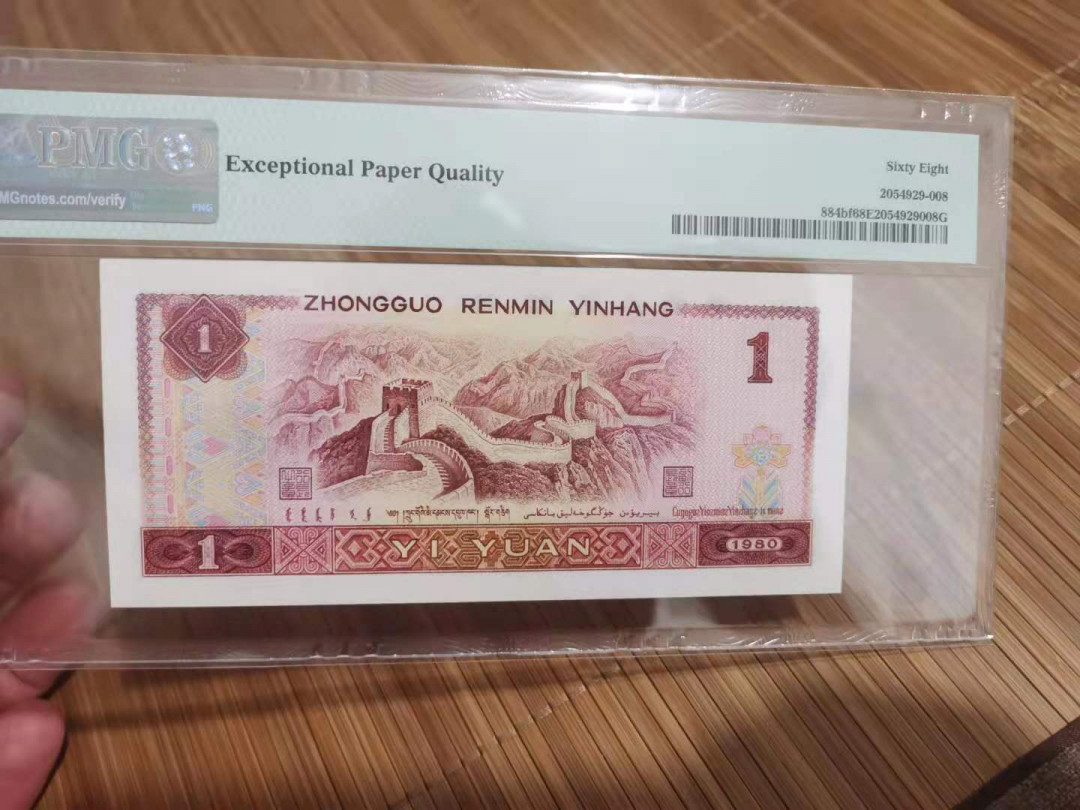 PMG
Exceptional Paper Quality
Sixty Eight
MGnotes.com/verify
PMG
2054929-008
884bf68E2054929008G
1
ZHONGGUO RENMIN YINHANG
1
1
YI YUAN
1980